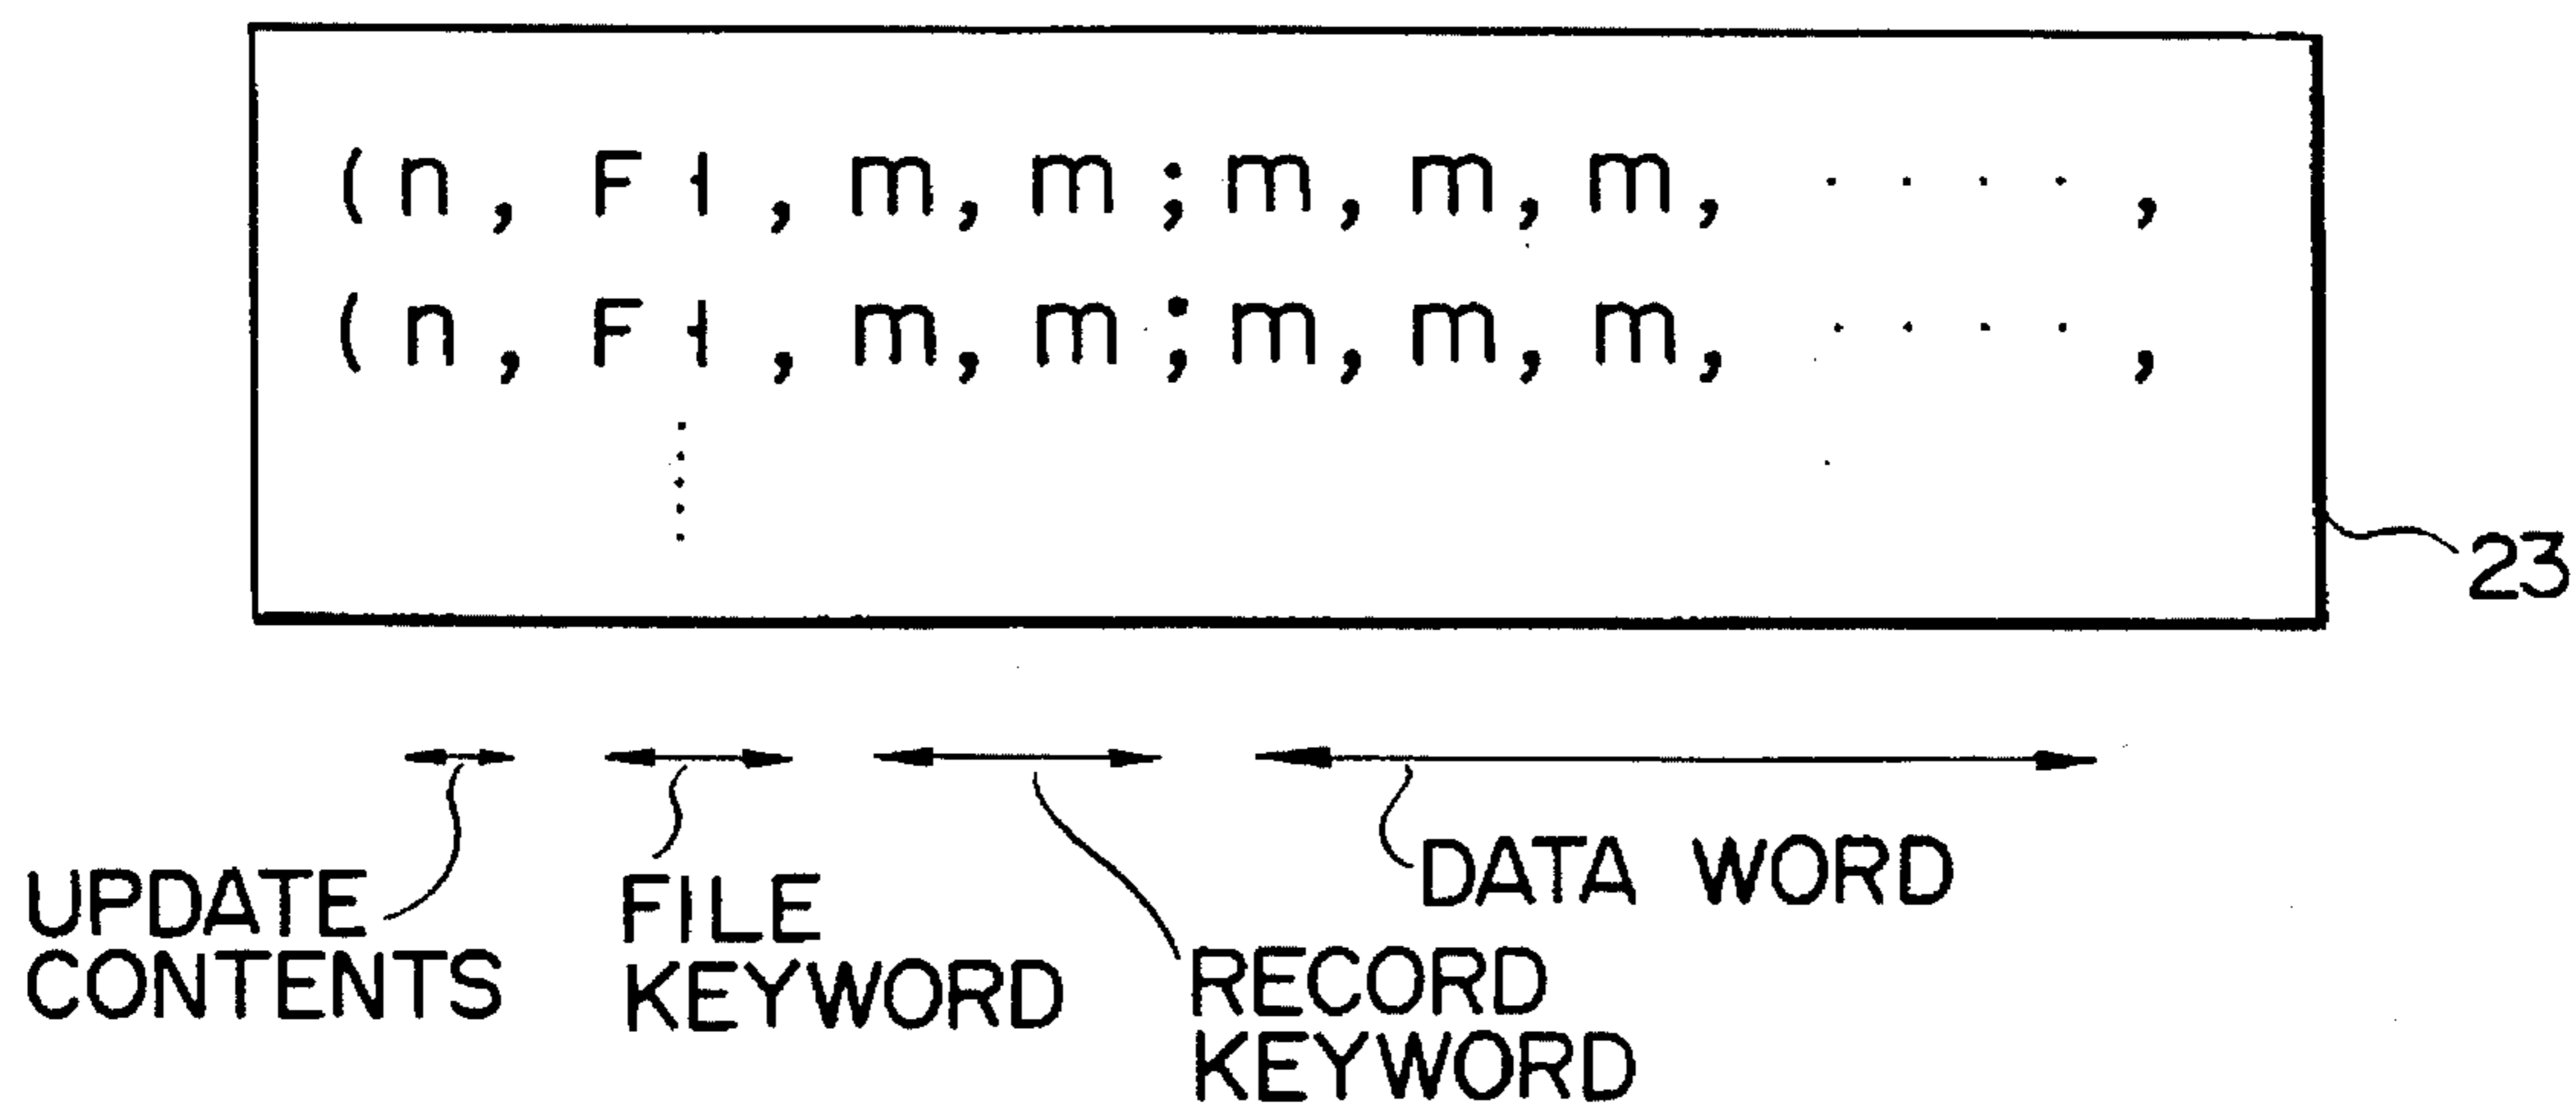 (n, F1, m, m; m, m, m, ····,
(n, F1, m, m; m, m, m, ····,
23
UPDATE
CONTENTS
FILE
KEYWORD
RECORD
KEYWORD
DATA WORD